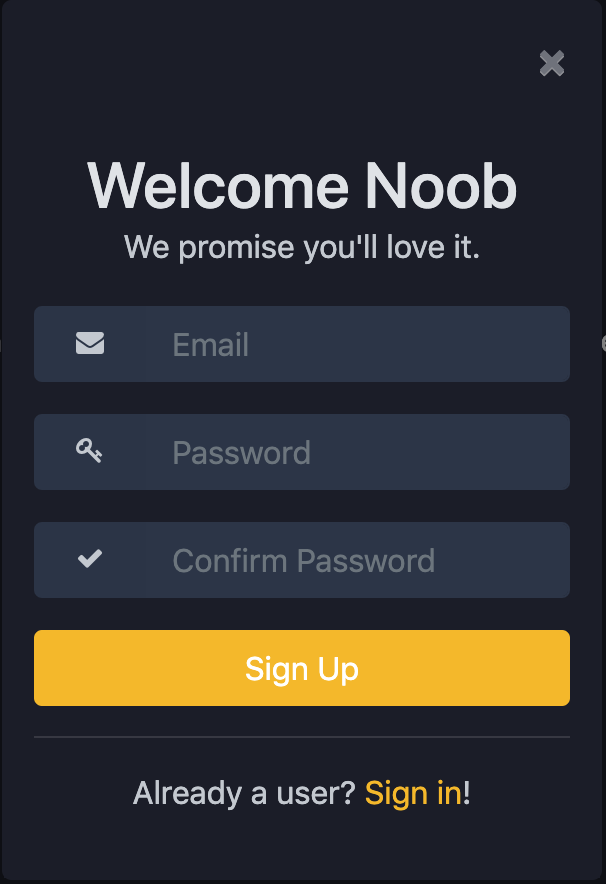 Welcome Noob
We promise you'll love it.
Email
Password
Confirm Password
Sign Up
Already a user? Sign in!